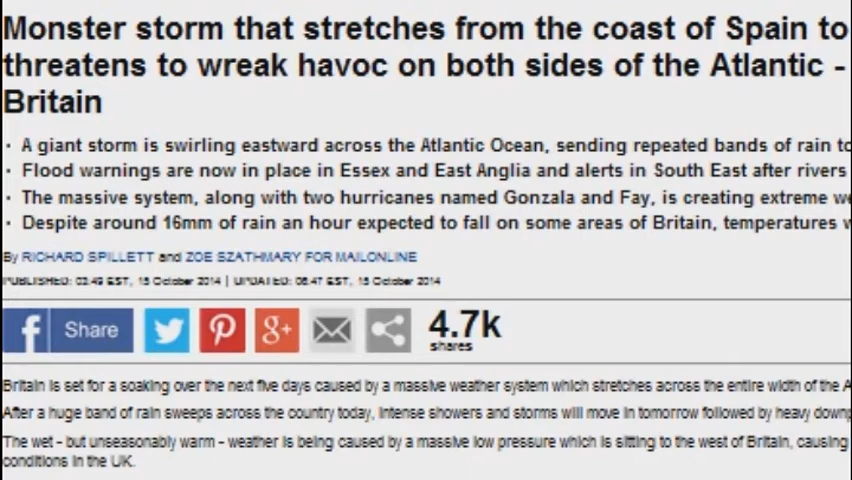 Monster storm that stretches from the coast of Spain to
threatens to wreak havoc on both sides of the Atlantic -
Britain
· A giant storm is swirling eastward across the Atlantic Ocean, sending repeated bands of rain to
· Flood warnings are now in place in Essex and East Anglia and alerts in South East after rivers
· The massive system, along with two hurricanes named Gonzala and Fay, is creating extreme we
· Despite around 16mm of rain an hour expected to fall on some areas of Britain, temperatures w
By RICHARD SPILLETT and ZOE SZATHMARY FOR MAILONLINE
PUBLISHED: 03:49 EST, 13 October 2014 | UPDATED: 08:47 EST, 13 October 2014
f Share 8+ 4.7k
shares
Britain is set for a soaking over the next five days caused by a massive weather system which stretches across the entire width of the A
After a huge band of rain sweeps across the country today, intense showers and storms will move in tomorrow followed by heavy downp
The wet - but unseasonably warm - weather is being caused by a massive low pressure which is sitting to the west of Britain, causing
conditions in the UK.